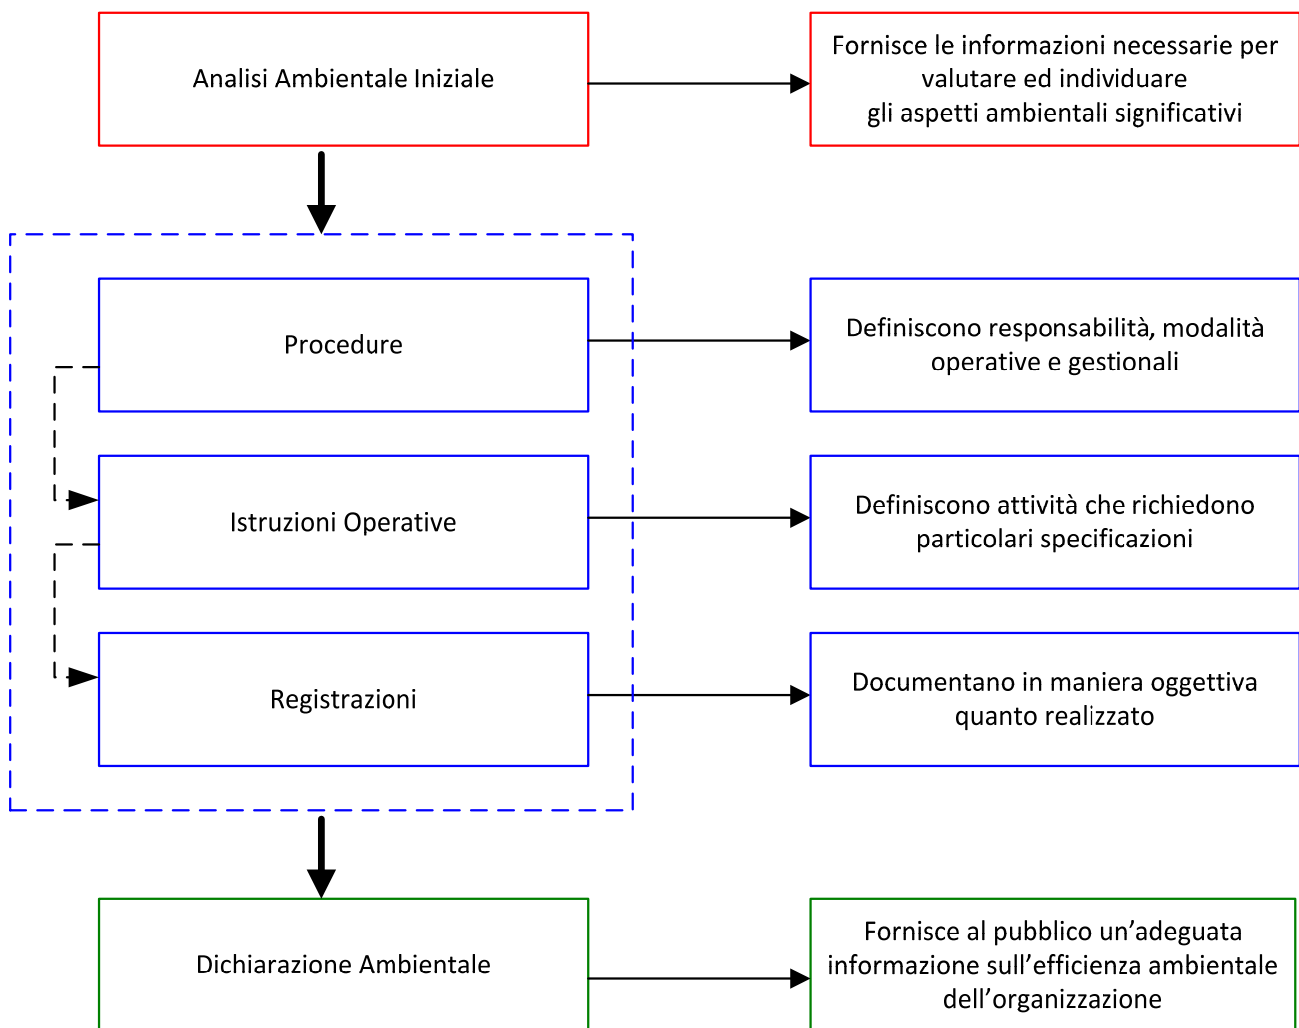 Analisi Ambientale Iniziale
Fornisce le informazioni necessarie per
valutare ed individuare
gli aspetti ambientali significativi
Procedure
Definiscono responsabilità, modalità
operative e gestionali
Istruzioni Operative
Definiscono attività che richiedono
particolari specificazioni
Registrazioni
Documentano in maniera oggettiva
quanto realizzato
Dichiarazione Ambientale
Fornisce al pubblico un’adeguata
informazione sull’efficienza ambientale
dell’organizzazione